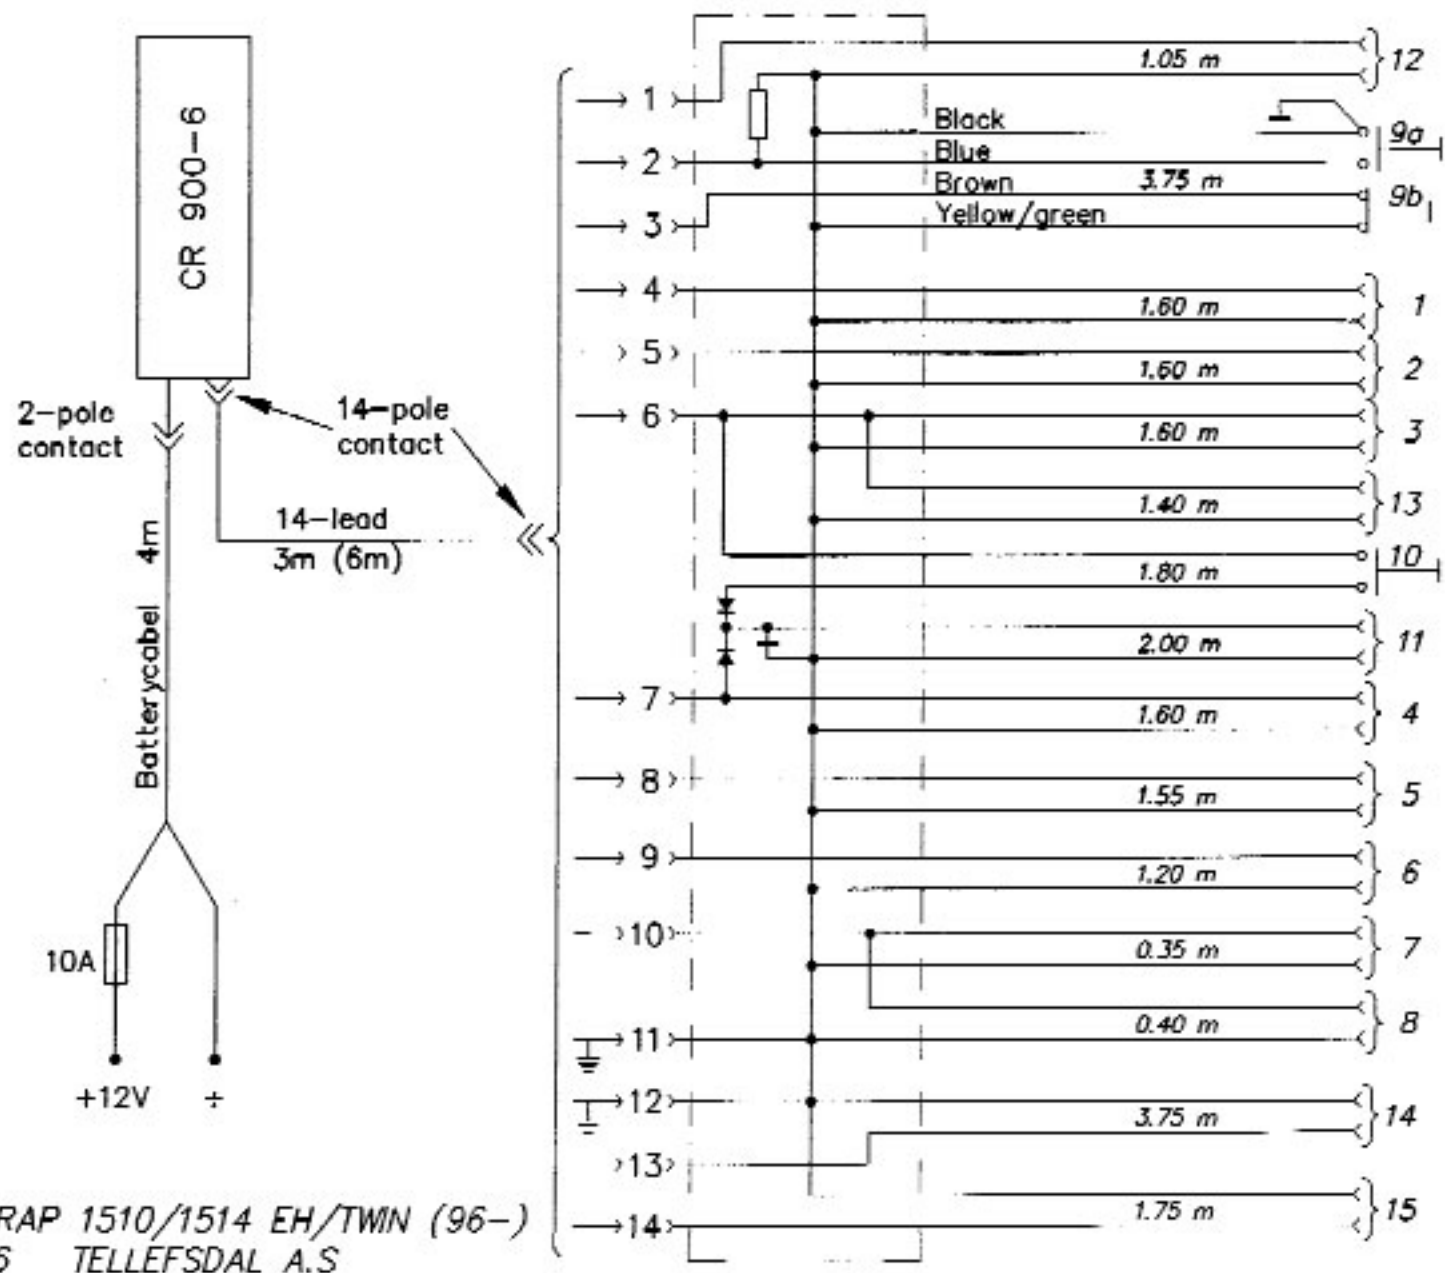 CR 900-6
2-pole
contact
14-pole
contact
14-lead
3m (6m)
Batterycabel 4m
10A
+12V ÷
1
2
3
4
5
6
7
8
9
10
11
12
13
14
Black
Blue
Brown
Yellow/green
1.05 m 12
9a
3.75 m 9b
1.60 m 1
1.60 m 2
1.60 m 3
1.40 m 13
1.80 m 10
2.00 m 11
1.60 m 4
1.55 m 5
1.20 m 6
0.35 m 7
0.40 m 8
3.75 m 14
1.75 m 15
RAP 1510/1514 EH/TWIN (96-)
6 TELLEFSDAL A.S